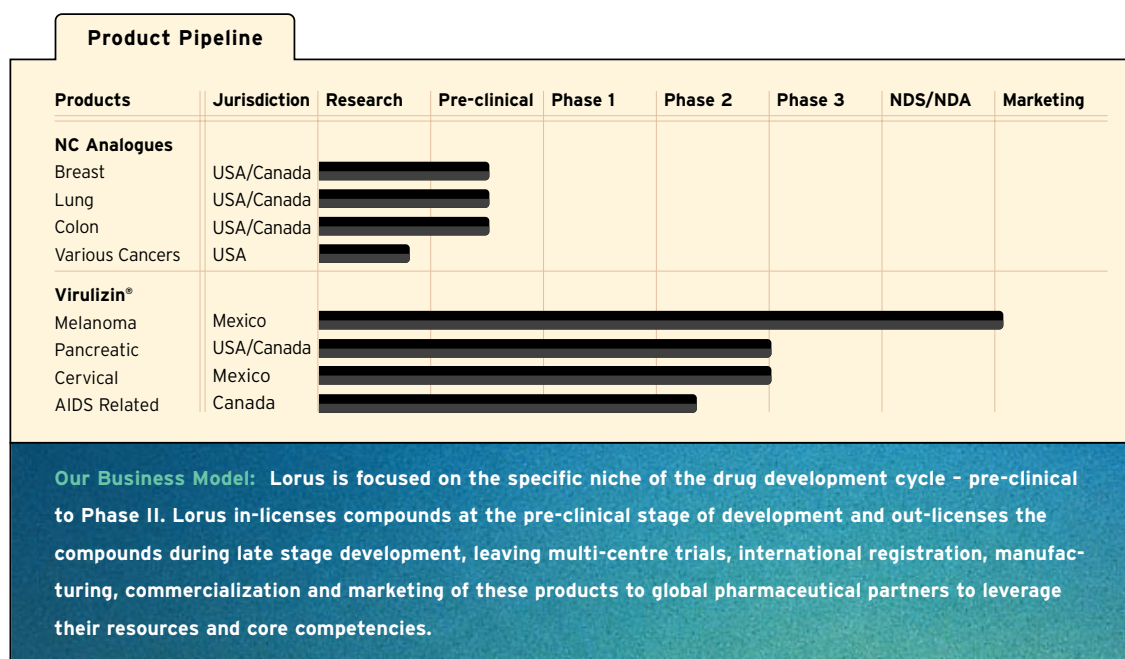 Product Pipeline
Products Jurisdiction Research Pre-clinical Phase 1 Phase 2 Phase 3 NDS/NDA Marketing
NC Analogues
Breast USA/Canada
Lung USA/Canada
Colon USA/Canada
Various Cancers USA
Virulizin®
Melanoma Mexico
Pancreatic USA/Canada
Cervical Mexico
AIDS Related Canada
Our Business Model: Lorus is focused on the specific niche of the drug development cycle – pre-clinical
to Phase II. Lorus in-licenses compounds at the pre-clinical stage of development and out-licenses the
compounds during late stage development, leaving multi-centre trials, international registration, manufac-
turing, commercialization and marketing of these products to global pharmaceutical partners to leverage
their resources and core competencies.